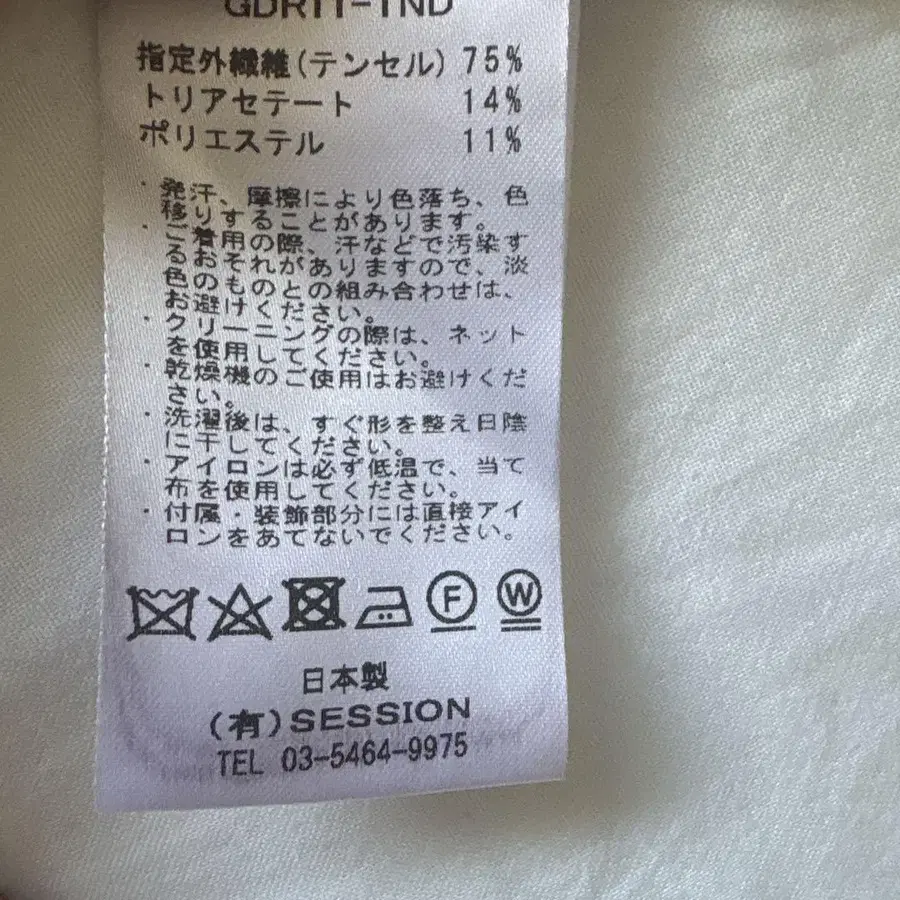 GDR11-TND
指定外繊維(テンセル) 75%
トリアセテート 14%
ポリエステル 11%
・発汗、摩擦により色落ち、色
移りすることがあります。
・ご着用の際、汗などで汚染す
るおそれがありますので、淡
色のものとの組み合わせは、
お避けください。
・クリーニングの際は、ネット
を使用してください。
・乾燥機のご使用はお避けくだ
さい。
・洗濯後は、すぐ形を整え日陰
に干してください。
・アイロンは必ず低温で、当て
布を使用してください。
・付属・装飾部分には直接アイ
ロンをあてないでください。
F W
日本製
(有)SESSION
TEL 03-5464-9975